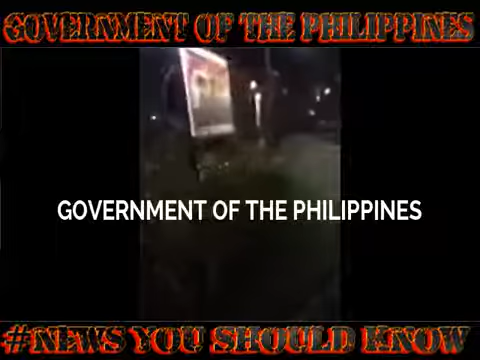 GOVERNMENT OF THE PHILIPPINES
GOVERNMENT OF THE PHILIPPINES
#NEWS YOU SHOULD KNOW